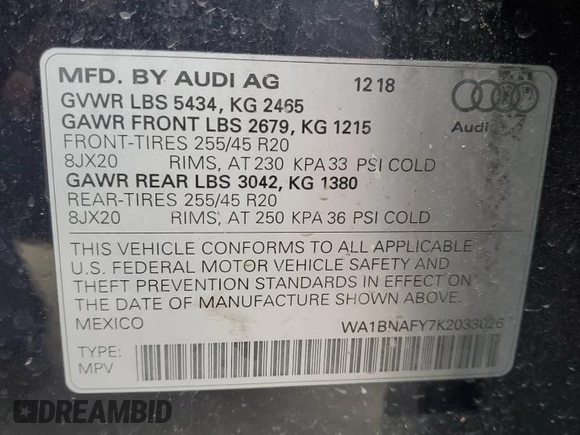 MFD. BY AUDI AG 12 18
GVWR LBS 5434, KG 2465
GAWR FRONT LBS 2679, KG 1215
Audi
FRONT-TIRES 255/45 R20
8JX20 RIMS, AT 230 KPA 33 PSI COLD
GAWR REAR LBS 3042, KG 1380
REAR-TIRES 255/45 R20
8JX20 RIMS, AT 250 KPA 36 PSI COLD
THIS VEHICLE CONFORMS TO ALL APPLICABLE
U.S. FEDERAL MOTOR VEHICLE SAFETY AND
THEFT PREVENTION STANDARDS IN EFFECT ON
THE DATE OF MANUFACTURE SHOWN ABOVE.
MEXICO WA1BNAFY7K2033026
TYPE:
MPV
DREAMBID